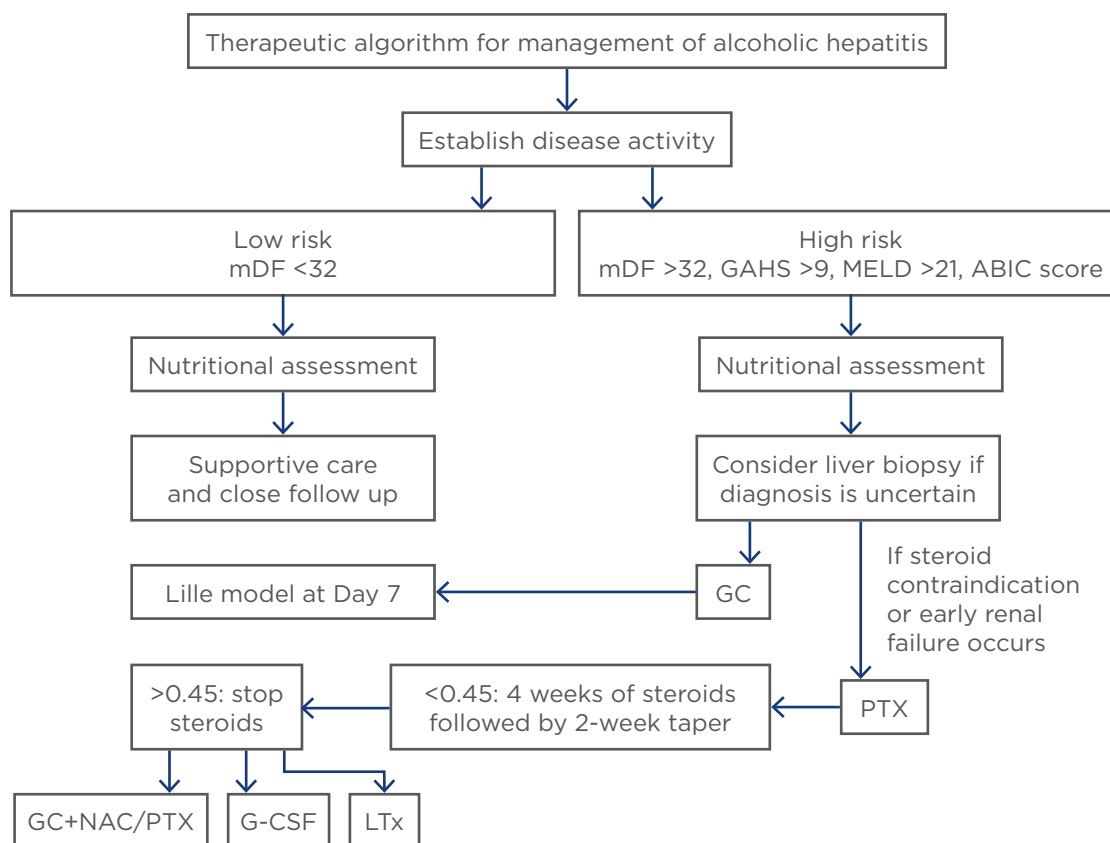 Therapeutic algorithm for management of alcoholic hepatitis
Establish disease activity
Low risk
mDF <32
High risk
mDF >32, GAHS >9, MELD >21, ABIC score
Nutritional assessment
Nutritional assessment
Supportive care
and close follow up
Consider liver biopsy if
diagnosis is uncertain
If steroid
contraindication
or early renal
failure occurs
Lille model at Day 7
GC
>0.45: stop
steroids
<0.45: 4 weeks of steroids
followed by 2-week taper
PTX
GC+NAC/PTX
G-CSF
LTx